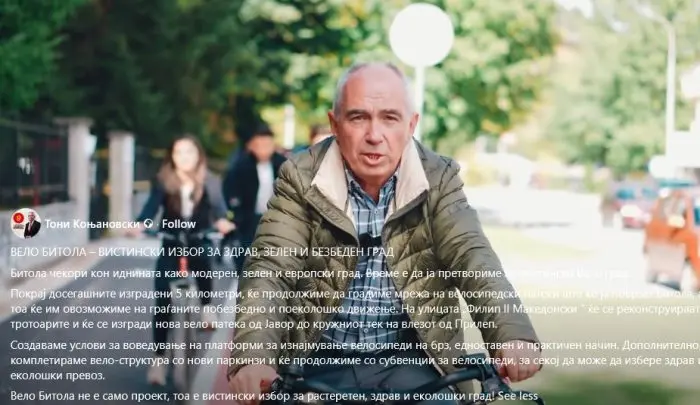 Тони Коњановски · Follow
ВЕЛО БИТОЛА – ВИСТИНСКИ ИЗБОР ЗА ЗДРАВ, ЗЕЛЕН И БЕЗБЕДЕН ГРАД
Битола чекори кон иднината како модерен, зелен и европски град. Време е да ја претвориме
Покрај досегашните изградени 5 километри, ќе продолжиме да градиме мрежа на велосипедски патеки што ќе ја
тоа ќе им овозможиме на граѓаните побезбедно и поеколошко движење. На улицата „Филип II Македонски " ќе се реконструираат
тротоарите и ќе се изгради нова вело патека од Јавор до кружниот тек на влезот од Прилеп.
Создаваме услови за воведување на платформи за изнајмување велосипеди на брз, едноставен и практичен начин. Дополнително,
комплетираме вело-структура со нови паркинзи и ќе продолжиме со субвенции за велосипеди, за секој да може да избере здрав и
еколошки превоз.
Вело Битола не е само проект, тоа е вистински избор за растеретен, здрав и еколошки град! See less